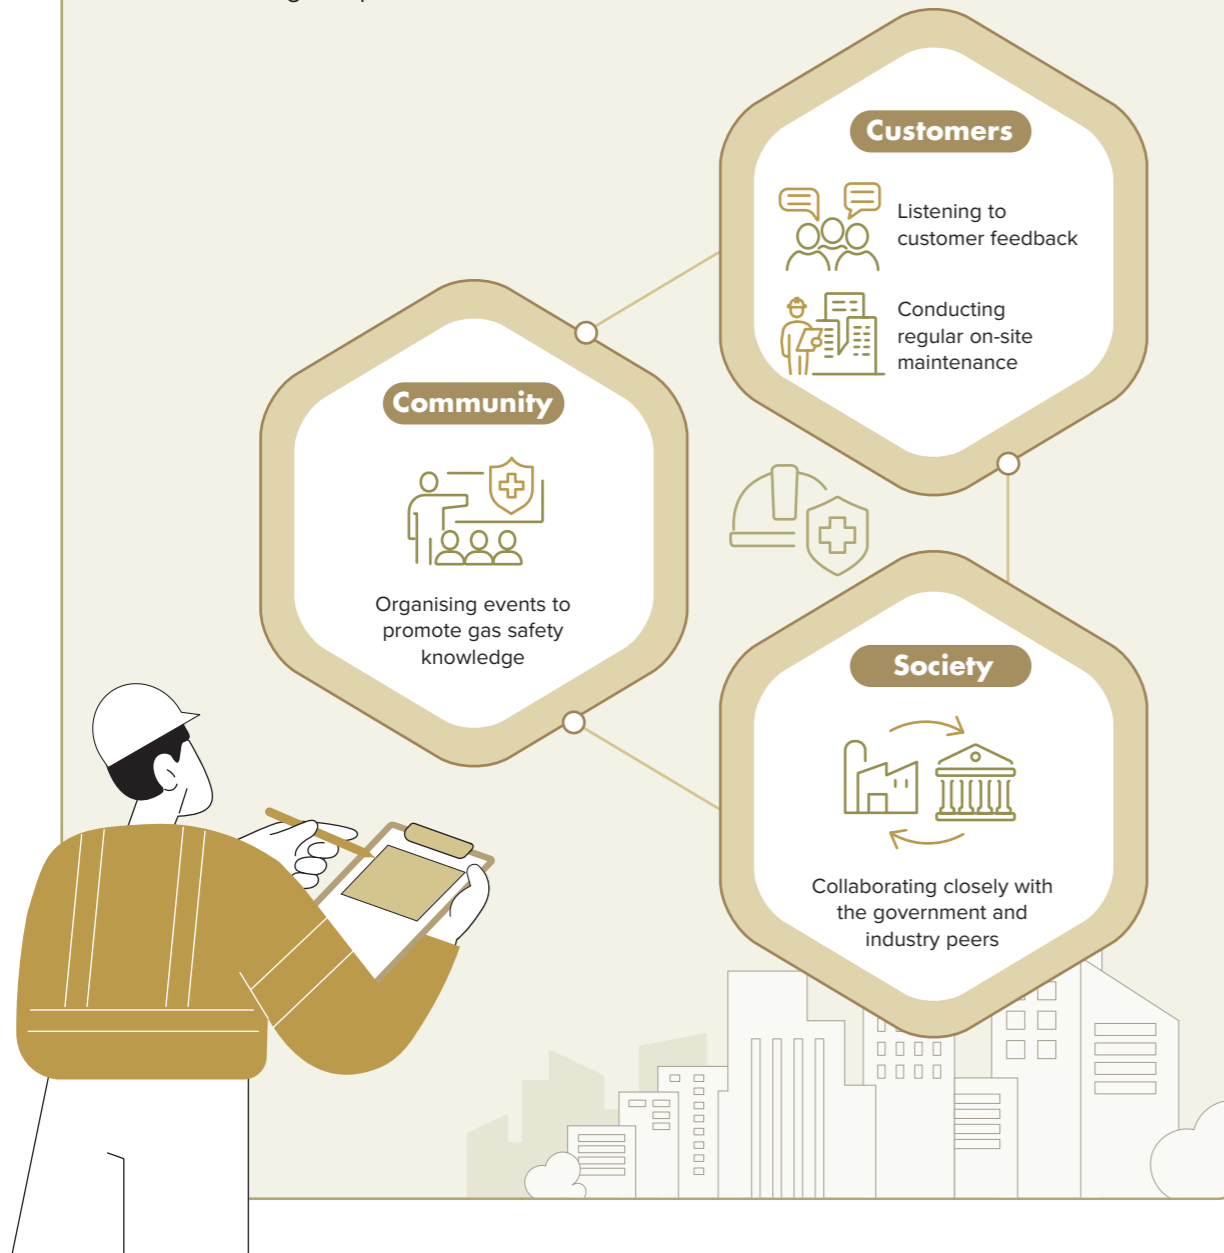 Customers
Listening to
customer feedback
Conducting
regular on-site
maintenance
Community
Organising events to
promote gas safety
knowledge
Society
Collaborating closely with
the government and
industry peers